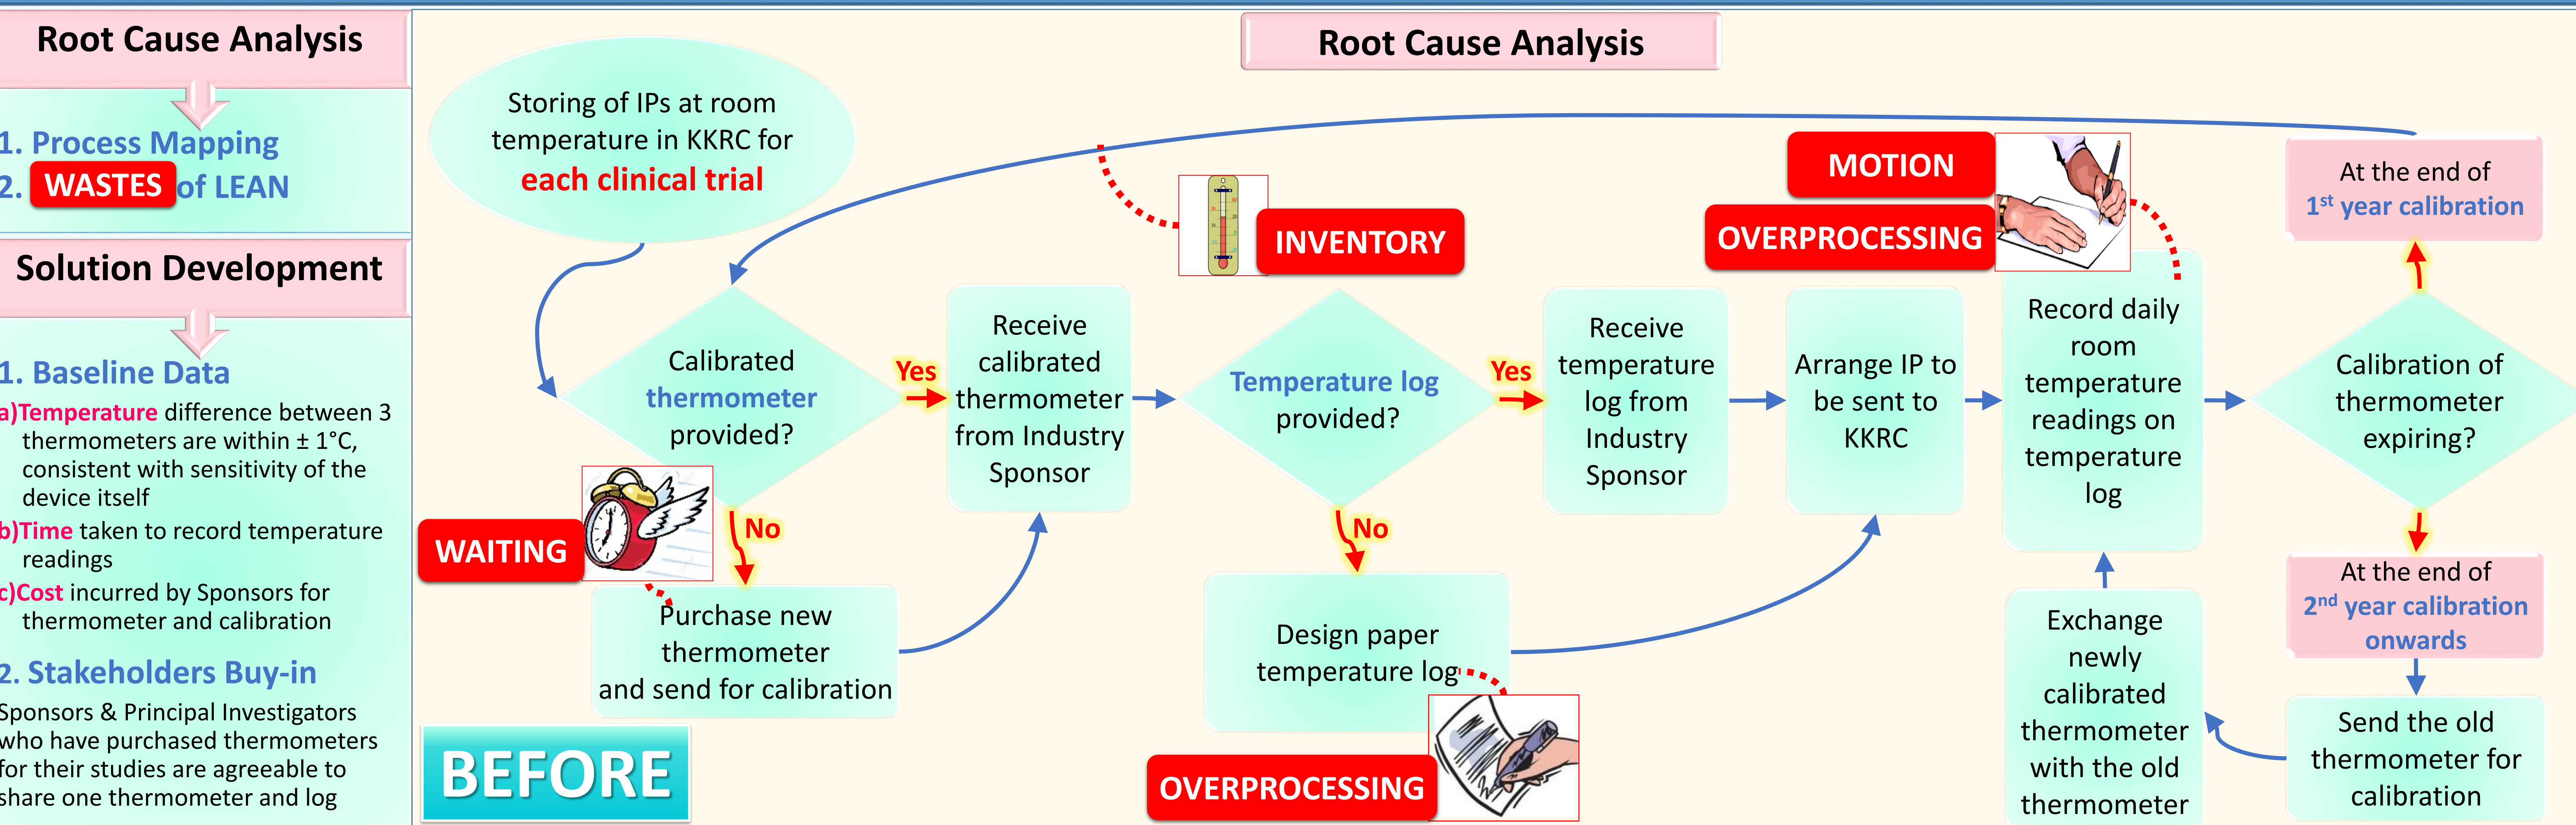 Root Cause Analysis
1. Process Mapping
2. WASTES of LEAN
Solution Development
1. Baseline Data
a)Temperature difference between 3
thermometers are within ± 1°C,
consistent with sensitivity of the
device itself
b)Time taken to record temperature
readings
c)Cost incurred by Sponsors for
thermometer and calibration
2. Stakeholders Buy-in
Sponsors & Principal Investigators
who have purchased thermometers
for their studies are agreeable to
share one thermometer and log
Root Cause Analysis
Storing of IPs at room
temperature in KKRC for
each clinical trial
Calibrated
thermometer
provided?
Yes
No
WAITING
Purchase new
thermometer
and send for calibration
Receive
calibrated
thermometer
from Industry
Sponsor
INVENTORY
Temperature log
provided?
Yes
No
Design paper
temperature log
OVERPROCESSING
Receive
temperature
log from
Industry
Sponsor
Arrange IP to
be sent to
KKRC
MOTION
OVERPROCESSING
Record daily
room
temperature
readings on
temperature
log
Calibration of
thermometer
expiring?
At the end of
1st year calibration
At the end of
2nd year calibration
onwards
Send the old
thermometer for
calibration
Exchange
newly
calibrated
thermometer
with the old
thermometer
BEFORE